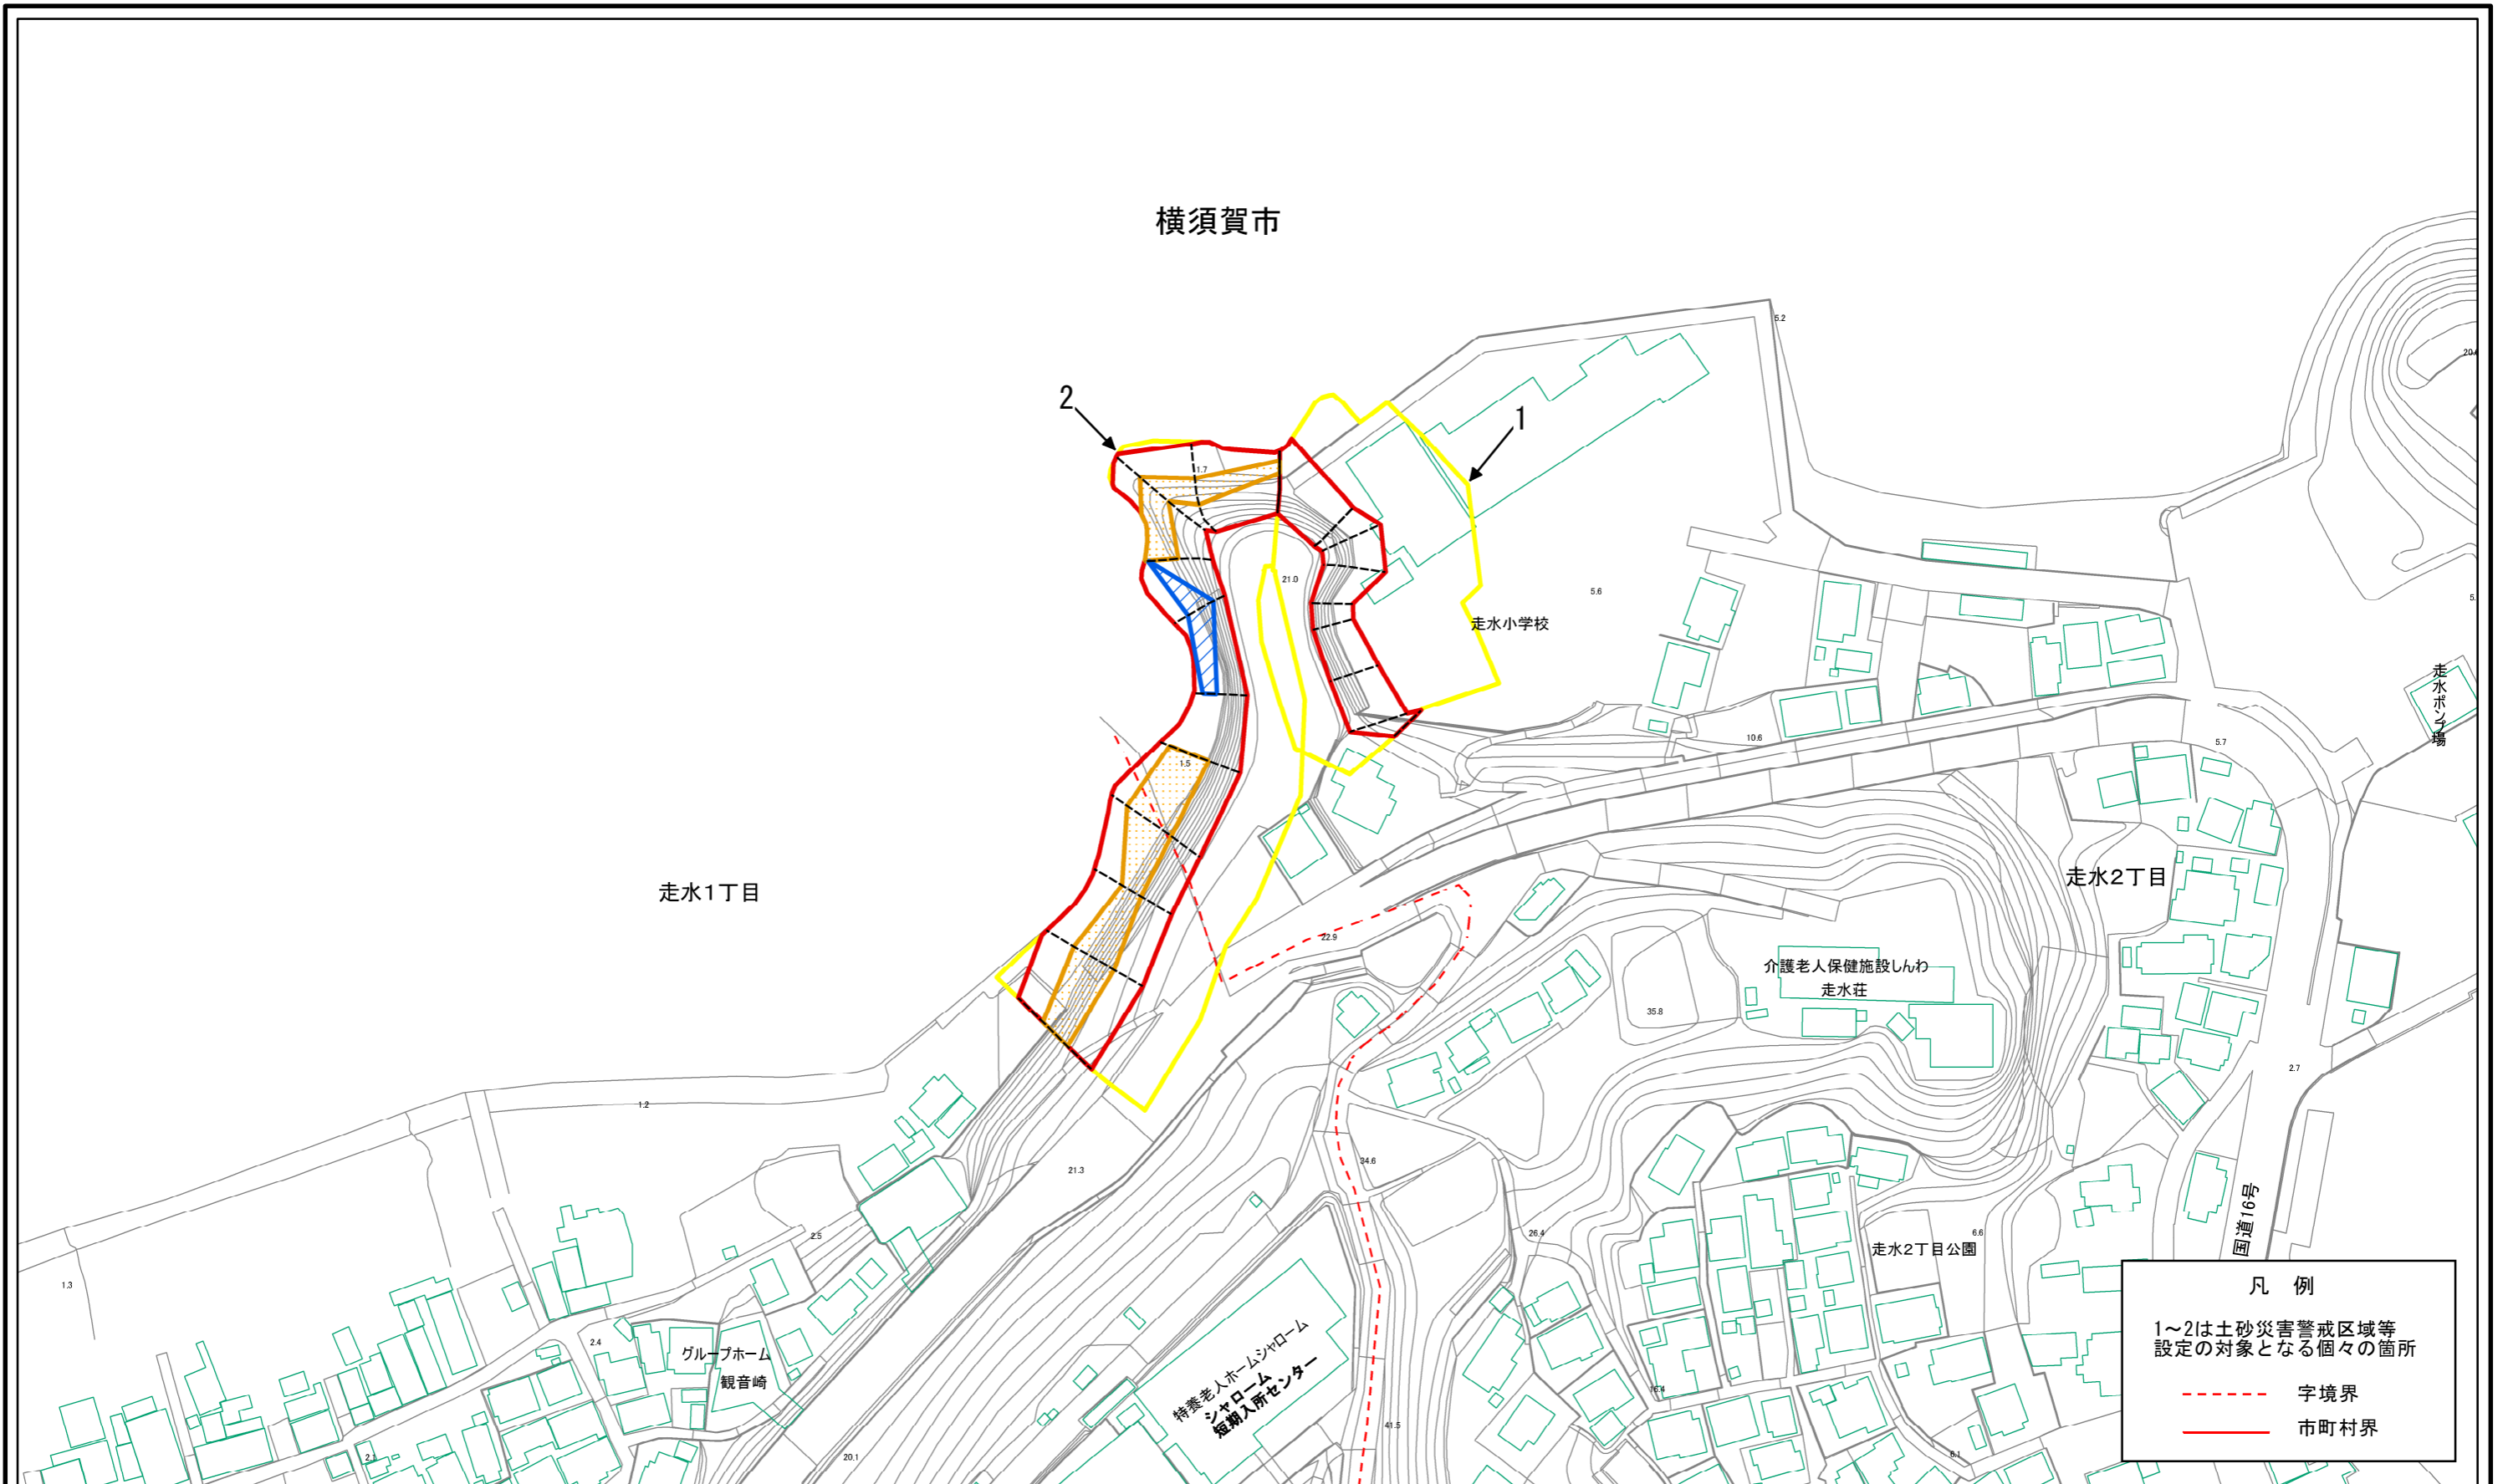 横須賀市
5.2
20.
2
1
1.7
21.0
5.6
5.
走水小学校
走水ポンプ場
10.6
5.7
1.5
走水1丁目
走水2丁目
22.9
介護老人保健施設しんわ
走水荘
35.8
2.7
1.2
21.3
34.6
2.5
26.4
6.6
国道16号
走水2丁目公園
1.3
2.4
グループホーム
観音崎
特養老人ホームシャローム
シャローム
短期入所センター
16.4
41.5
20.1
2.1
6.1
凡 例
1～2は土砂災害警戒区域等
設定の対象となる個々の箇所
字境界
市町村界